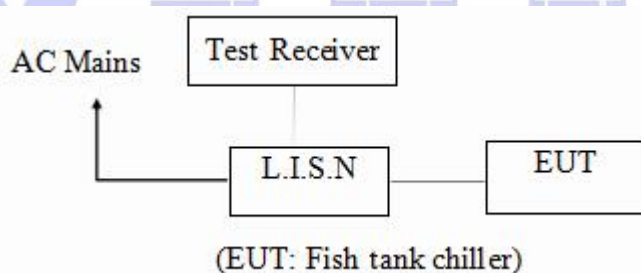 Test Receiver
AC Mains
L.I.S.N
EUT
(EUT: Fish tank chiller)